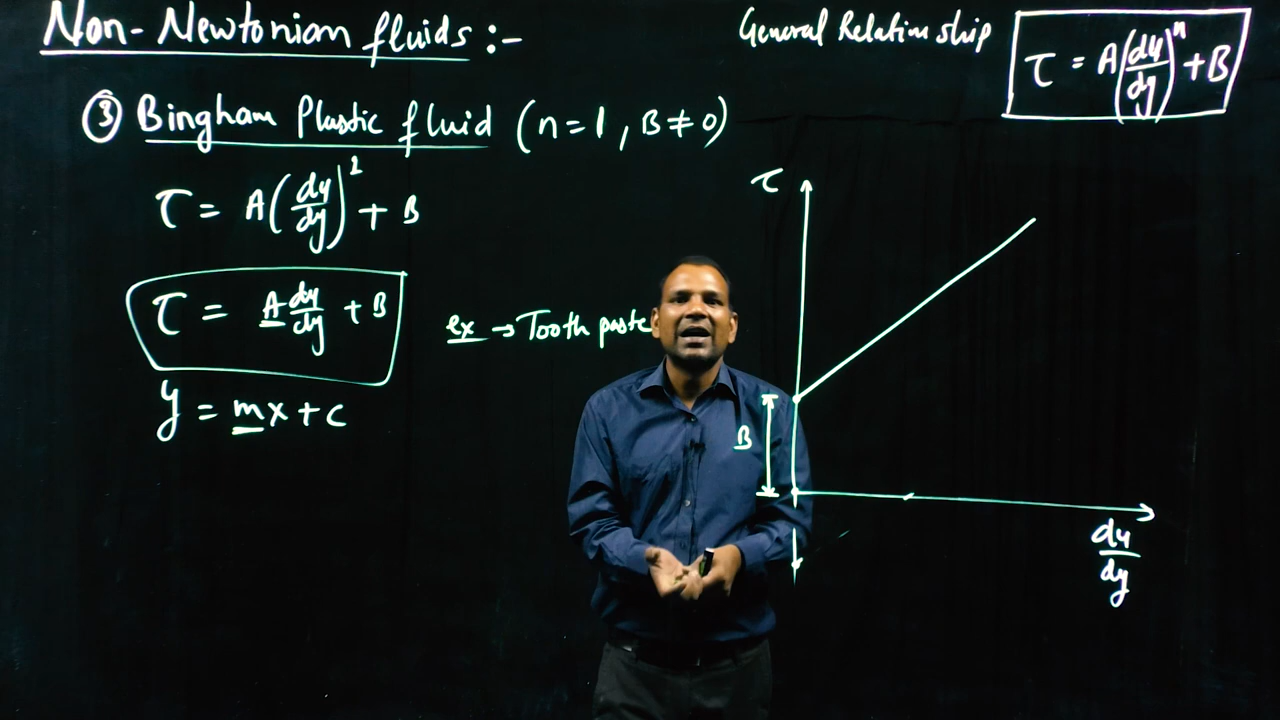 Non-Newtonian fluids:-
General Relationship τ = A(du/dy)^n + B
③ Bingham Plastic fluid (n=1, B≠0)
τ = A(du/dy)^1 + B
τ = A du/dy + B
ex → Tooth paste
y = mx + c
τ
B
du/dy